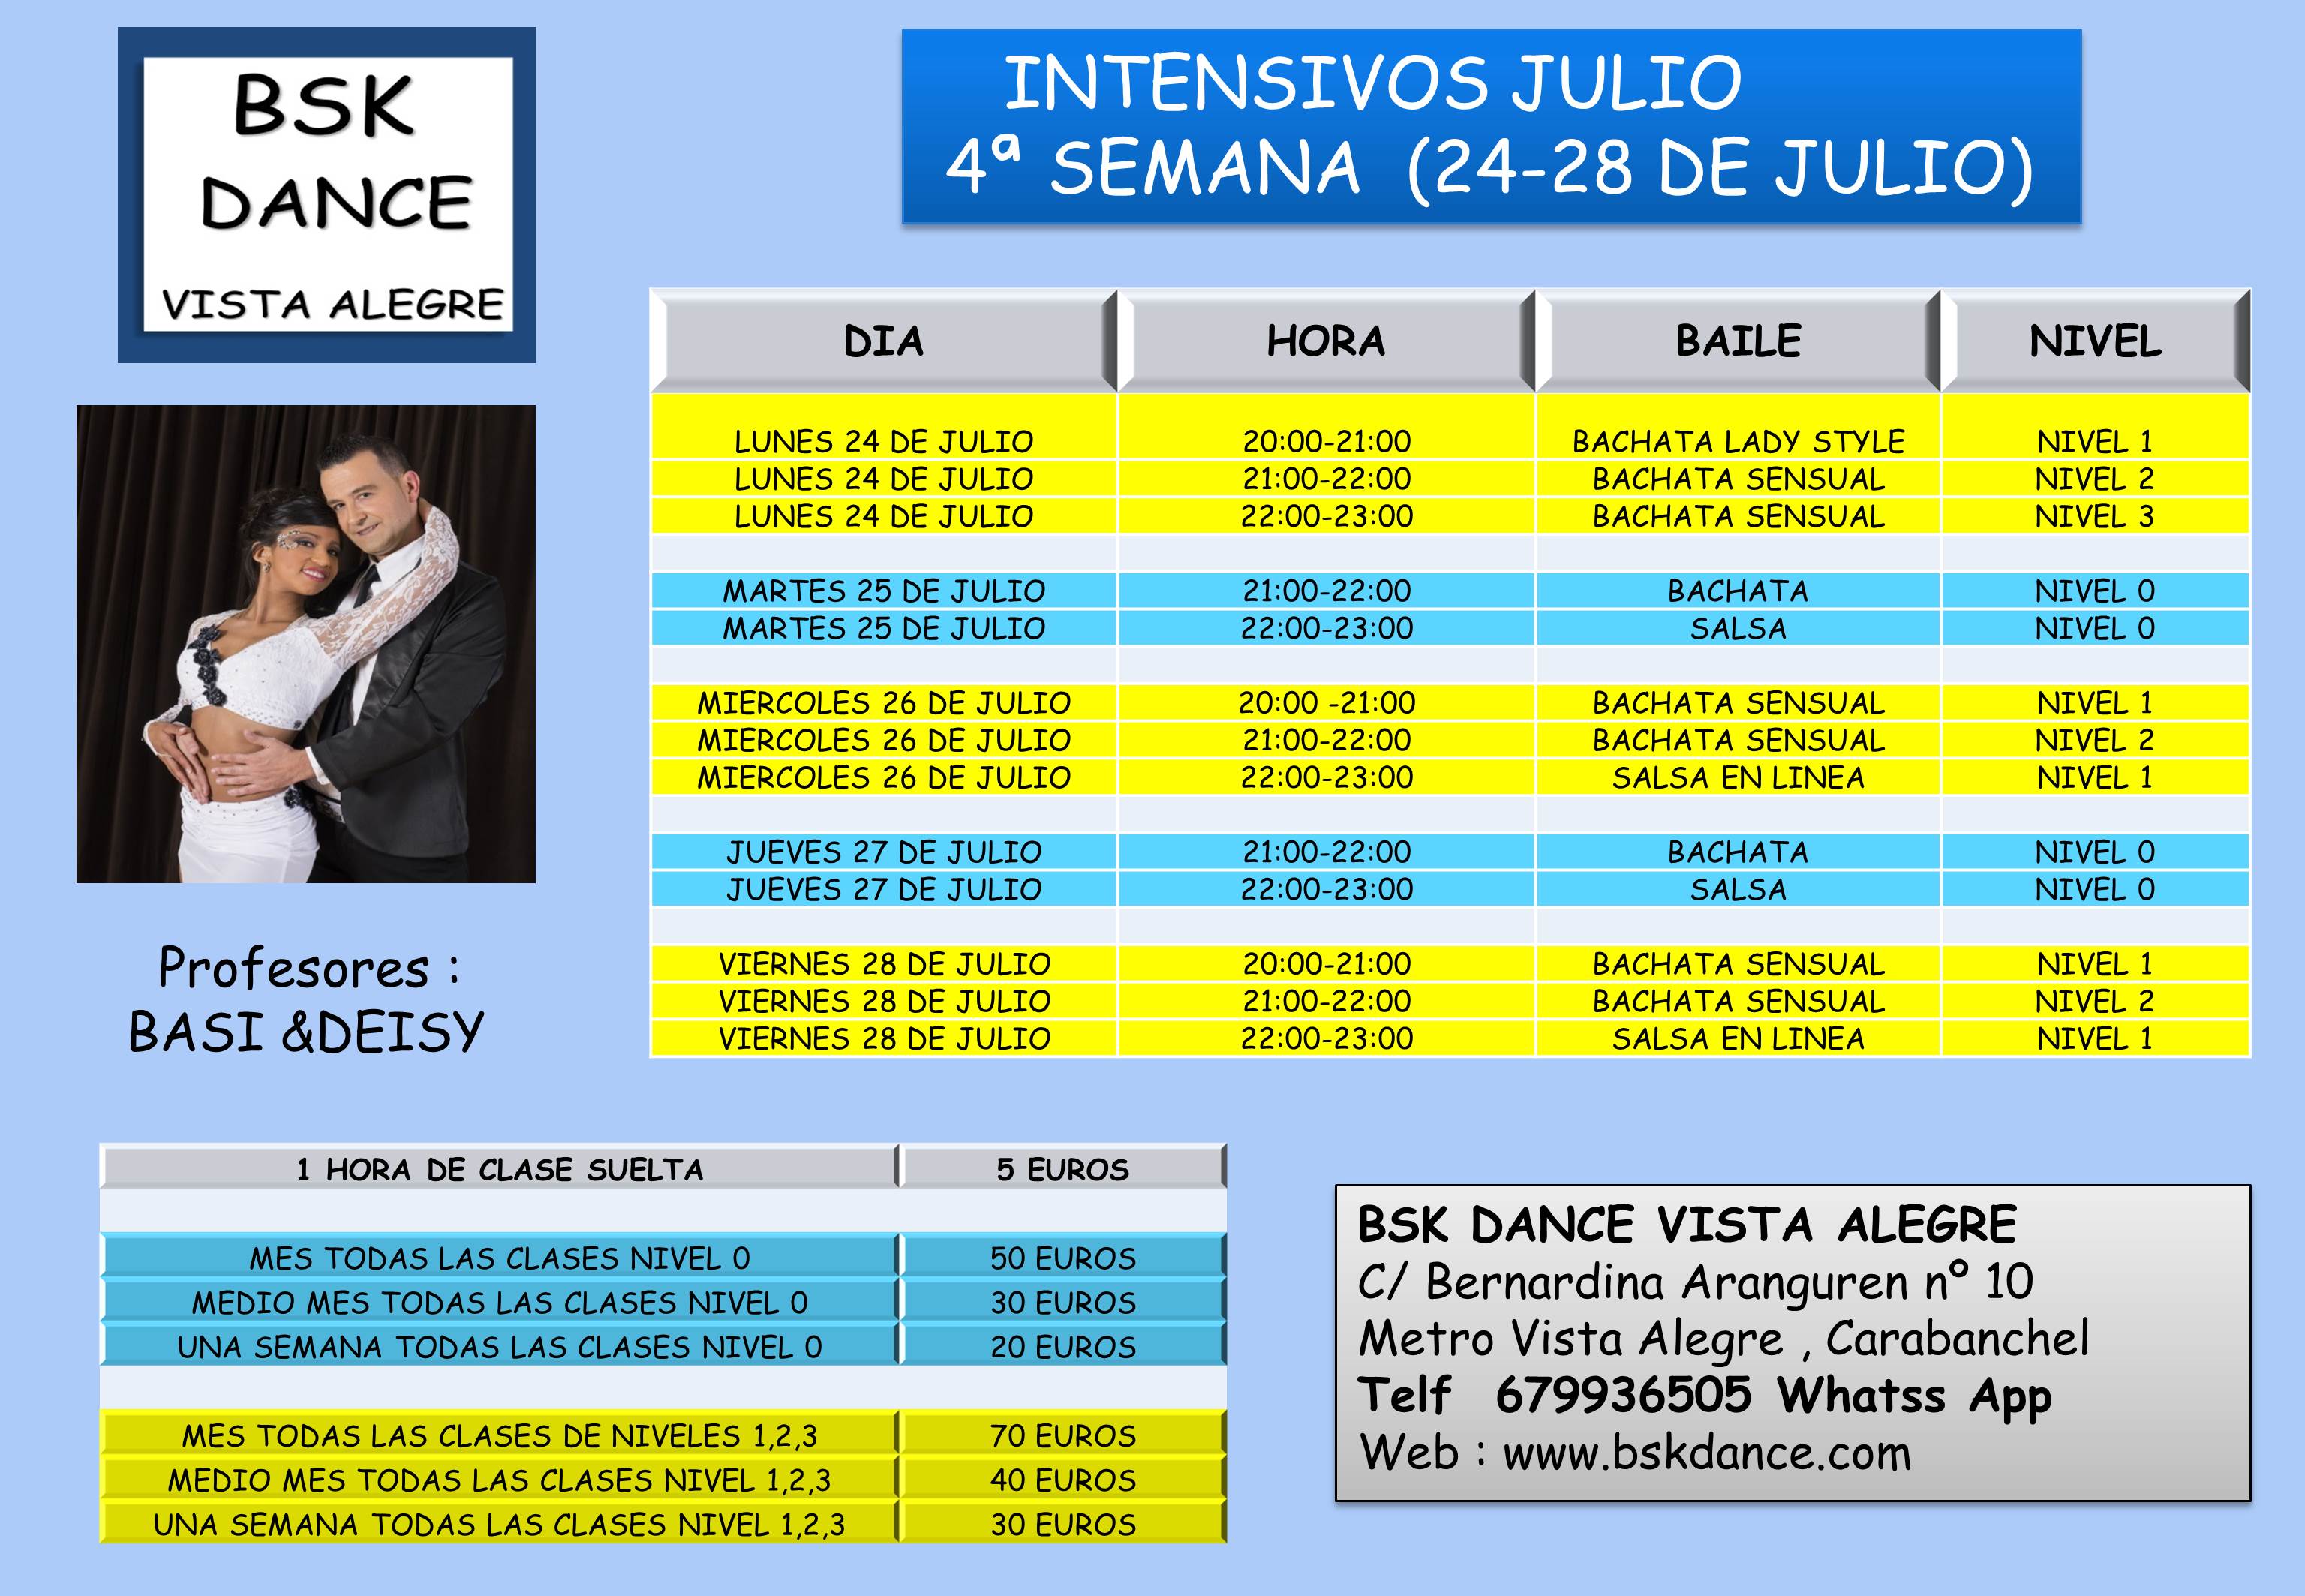 BSK
DANCE
VISTA ALEGRE
INTENSIVOS JULIO
4ª SEMANA (24-28 DE JULIO)
DIA HORA BAILE NIVEL
LUNES 24 DE JULIO 20:00-21:00 BACHATA LADY STYLE NIVEL 1
LUNES 24 DE JULIO 21:00-22:00 BACHATA SENSUAL NIVEL 2
LUNES 24 DE JULIO 22:00-23:00 BACHATA SENSUAL NIVEL 3
MARTES 25 DE JULIO 21:00-22:00 BACHATA NIVEL 0
MARTES 25 DE JULIO 22:00-23:00 SALSA NIVEL 0
MIERCOLES 26 DE JULIO 20:00 -21:00 BACHATA SENSUAL NIVEL 1
MIERCOLES 26 DE JULIO 21:00-22:00 BACHATA SENSUAL NIVEL 2
MIERCOLES 26 DE JULIO 22:00-23:00 SALSA EN LINEA NIVEL 1
JUEVES 27 DE JULIO 21:00-22:00 BACHATA NIVEL 0
JUEVES 27 DE JULIO 22:00-23:00 SALSA NIVEL 0
VIERNES 28 DE JULIO 20:00-21:00 BACHATA SENSUAL NIVEL 1
VIERNES 28 DE JULIO 21:00-22:00 BACHATA SENSUAL NIVEL 2
VIERNES 28 DE JULIO 22:00-23:00 SALSA EN LINEA NIVEL 1
Profesores :
BASI &DEISY
1 HORA DE CLASE SUELTA 5 EUROS
MES TODAS LAS CLASES NIVEL 0 50 EUROS
MEDIO MES TODAS LAS CLASES NIVEL 0 30 EUROS
UNA SEMANA TODAS LAS CLASES NIVEL 0 20 EUROS
MES TODAS LAS CLASES DE NIVELES 1,2,3 70 EUROS
MEDIO MES TODAS LAS CLASES NIVEL 1,2,3 40 EUROS
UNA SEMANA TODAS LAS CLASES NIVEL 1,2,3 30 EUROS
BSK DANCE VISTA ALEGRE
C/ Bernardina Aranguren nº 10
Metro Vista Alegre , Carabanchel
Telf 679936505 Whatss App
Web : www.bskdance.com